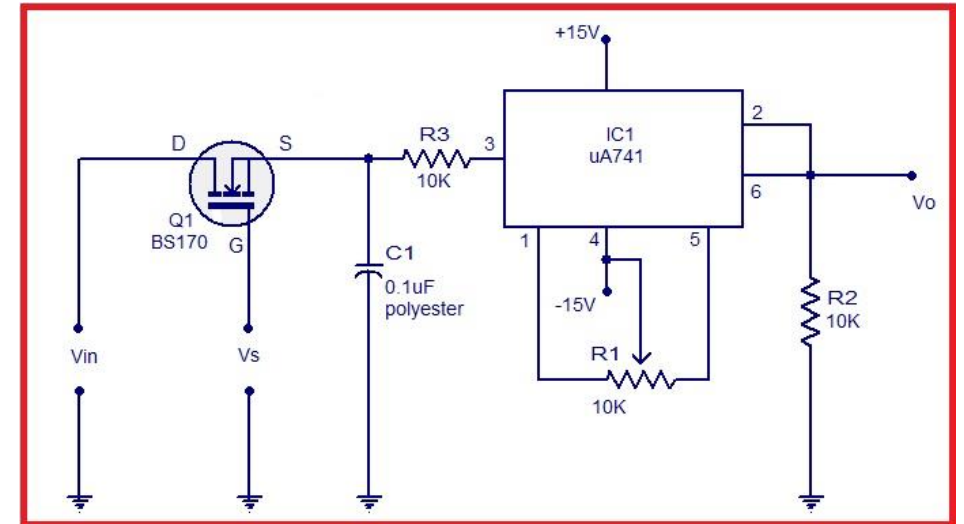 +15V
D
S
R3
10K
3
IC1
uA741
2
6
Vo
Q1
BS170
G
C1
0.1uF
polyester
1
4
5
-15V
R2
10K
Vin
Vs
R1
10K